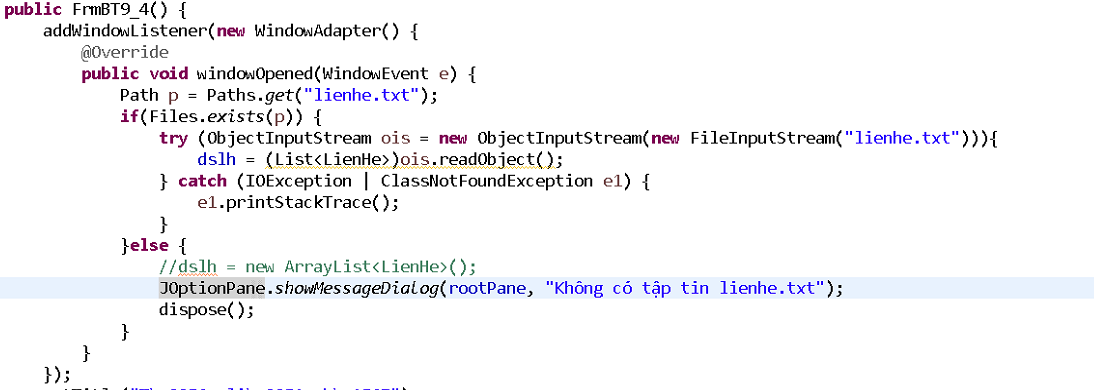 public FrmBT9_4() {
addWindowListener(new WindowAdapter() {
@Override
public void windowOpened(WindowEvent e) {
Path p = Paths.get("lienhe.txt");
if(Files.exists(p)) {
try (ObjectInputStream ois = new ObjectInputStream(new FileInputStream("lienhe.txt"))){
dslh = (List<LienHe>)ois.readObject();
} catch (IOException | ClassNotFoundException e1) {
e1.printStackTrace();
}
}else {
//dslh = new ArrayList<LienHe>();
JOptionPane.showMessageDialog(rootPane, "Không có tập tin lienhe.txt");
dispose();
}
}
});